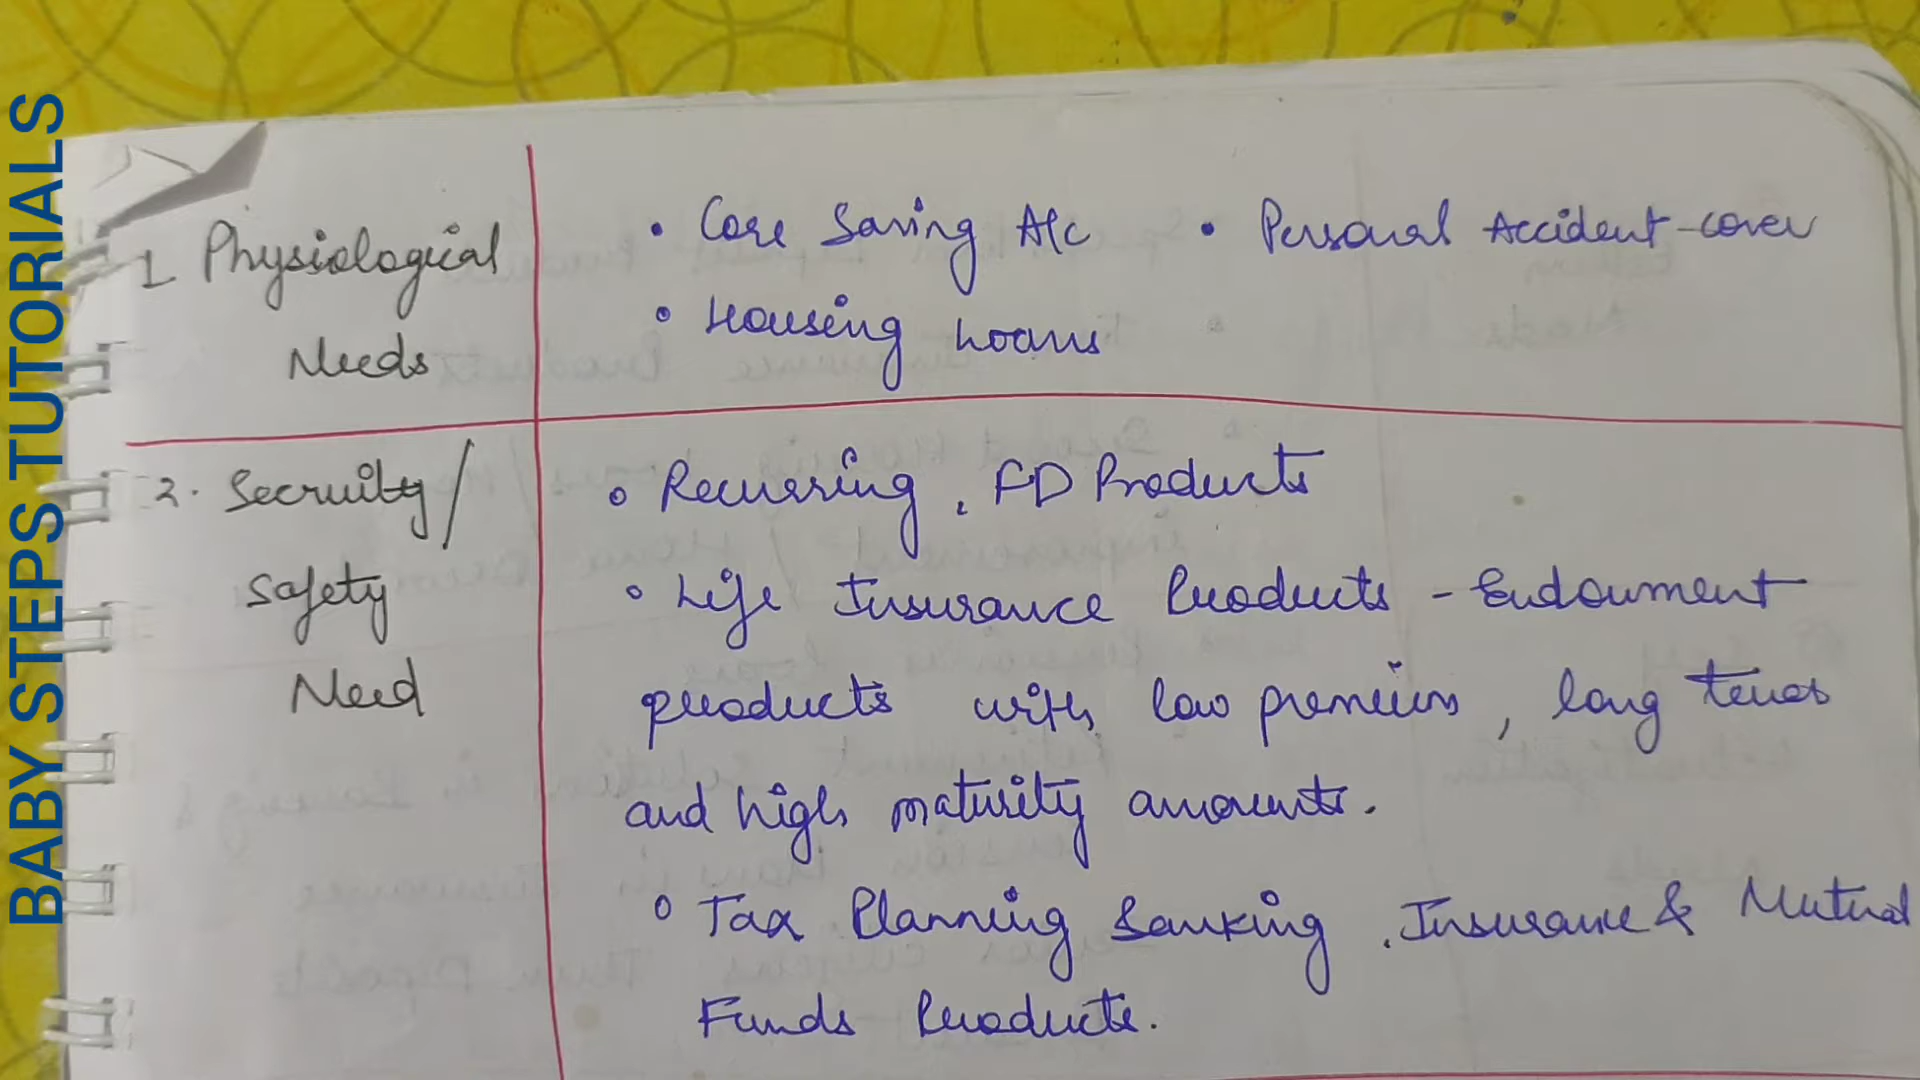 BABY STEPS TUTORIALS
1. Physiological
Needs
• Core Saving A/c • Personal Accident cover
• Housing Loans
2. Secruity/
Safety
Need
• Recurring, FD Products
• Life Insurance Products - Endowment
products with low premium, long tenor
and high maturity amounts.
• Tax Planning Banking, Insurance & Mutual
Funds Products.